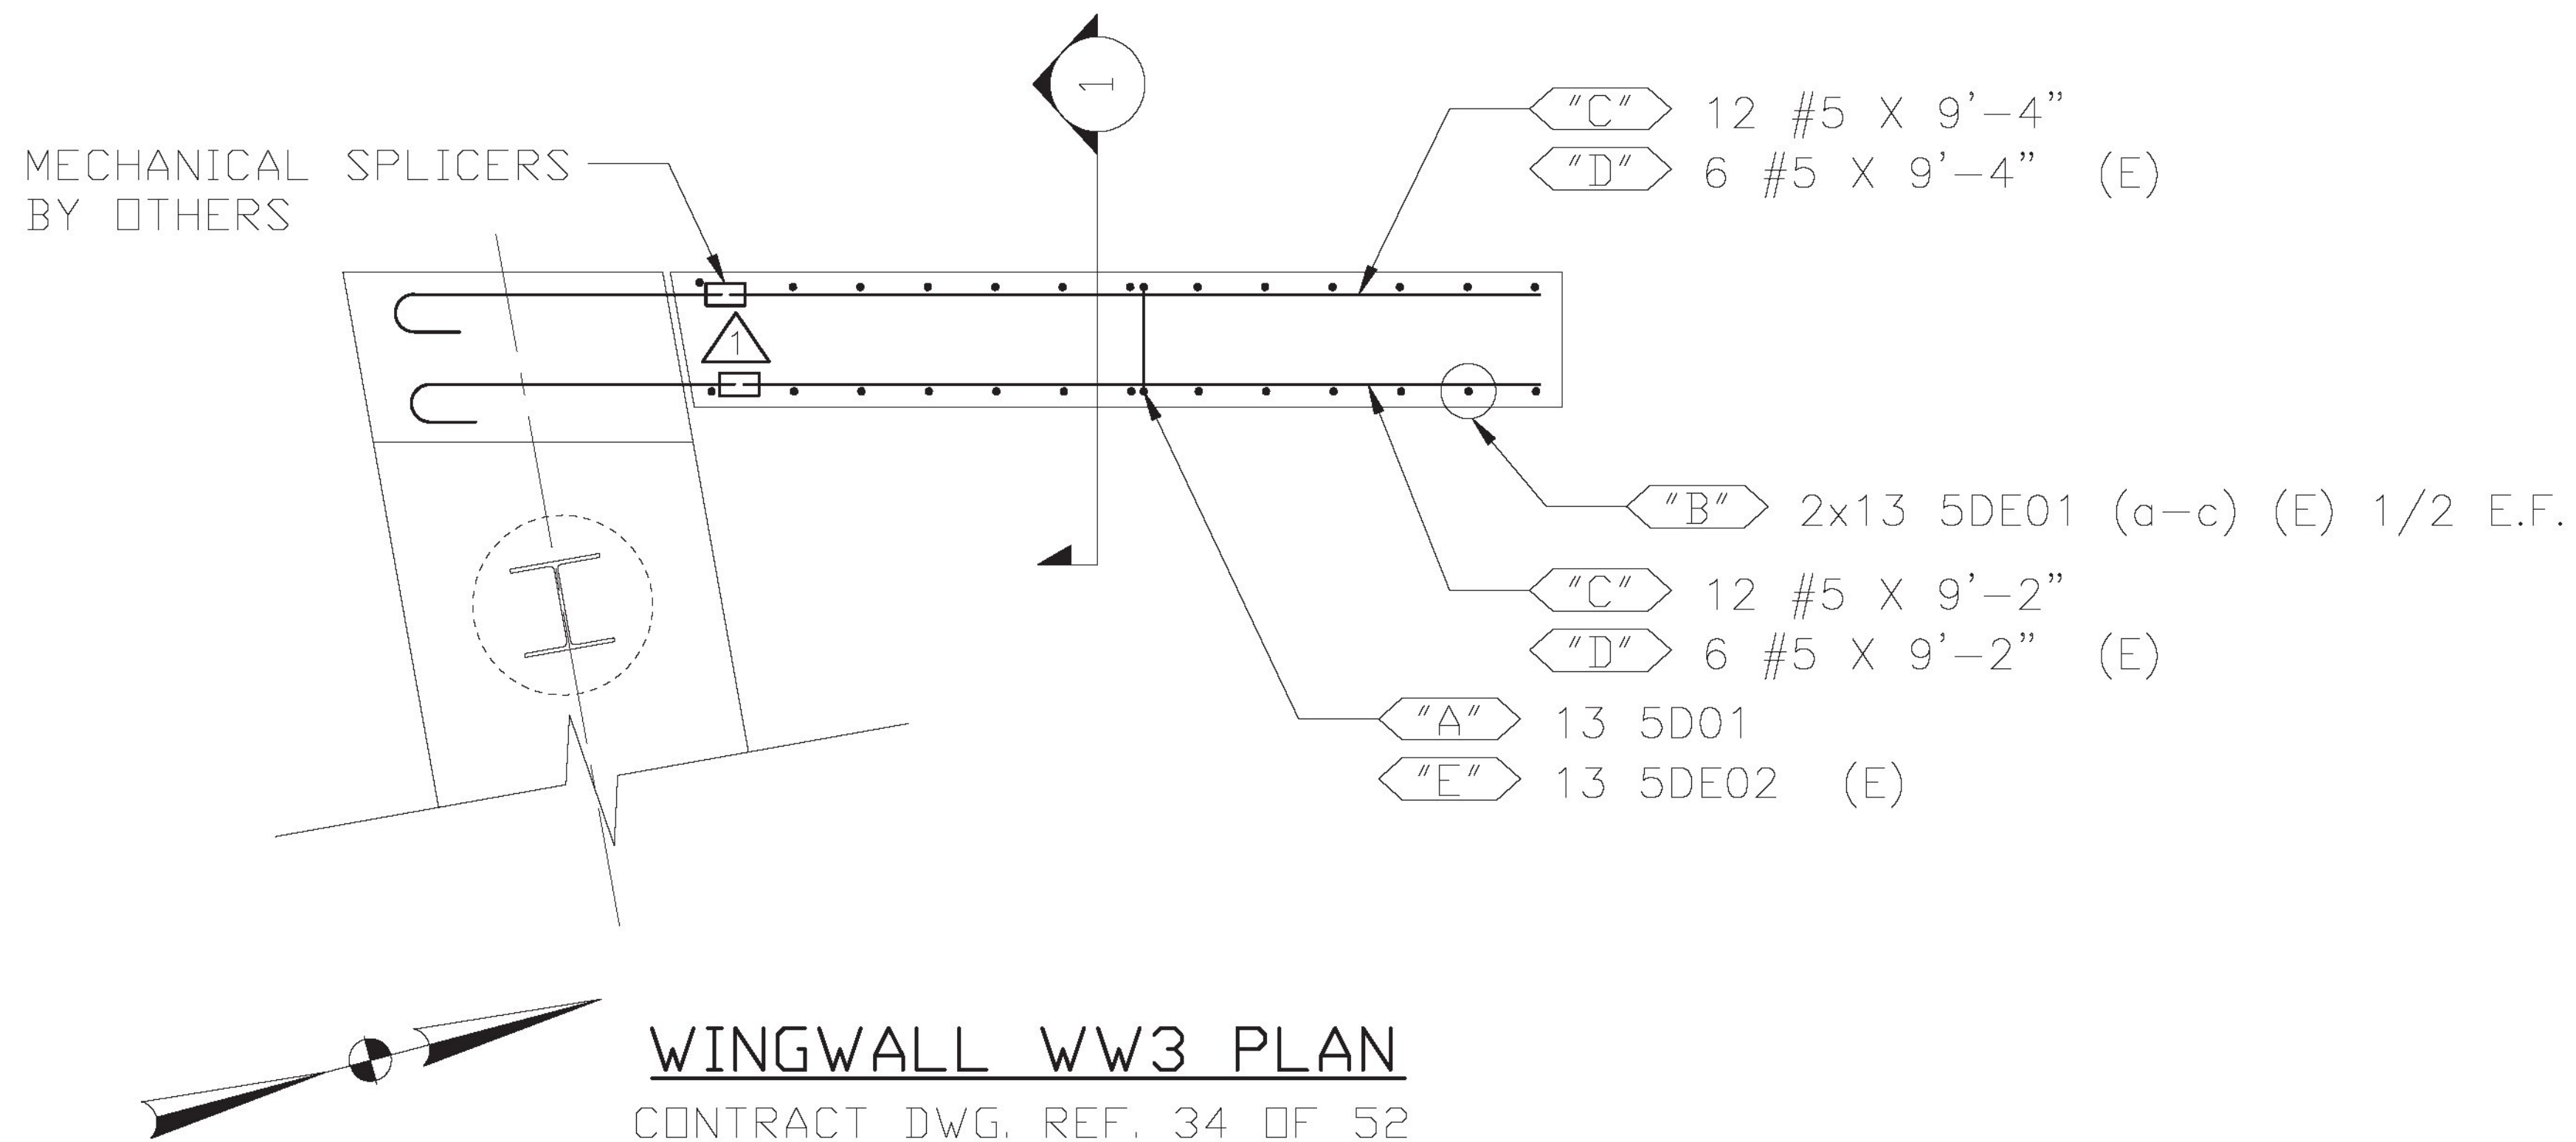 1
"C" 12 #5 X 9'-4"
"D" 6 #5 X 9'-4" (E)
MECHANICAL SPLICERS
BY OTHERS
1
"B" 2x13 5DE01 (a-c) (E) 1/2 E.F.
"C" 12 #5 X 9'-2"
"D" 6 #5 X 9'-2" (E)
"A" 13 5D01
"E" 13 5DE02 (E)
WINGWALL WW3 PLAN
CONTRACT DWG. REF. 34 OF 52